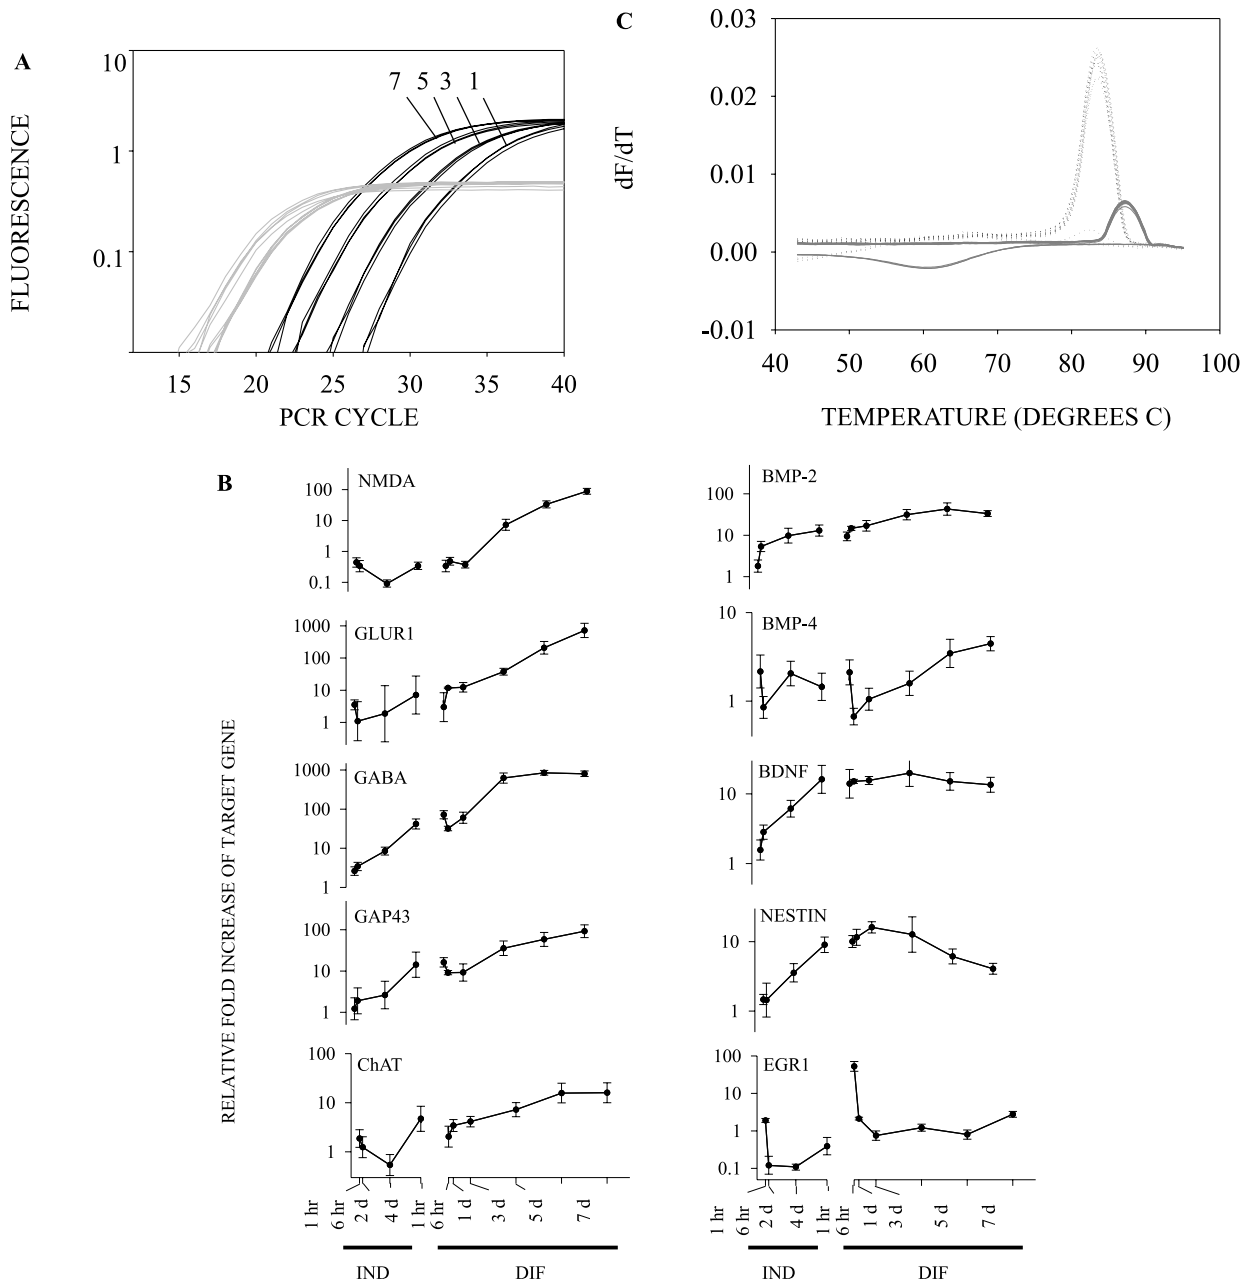 A
10
1
0.1
7 5 3 1
FLUORESCENCE
15 20 25 30 35 40
PCR CYCLE
C
0.03
0.02
0.01
0.00
-0.01
dF/dT
40 50 60 70 80 90 100
TEMPERATURE (DEGREES C)
B
RELATIVE FOLD INCREASE OF TARGET GENE
NMDA
100
10
1
0.1
GLUR1
1000
100
10
1
GABA
1000
100
10
1
GAP43
100
10
1
ChAT
100
10
1
1 hr 6 hr 2 d 4 d 1 hr 6 hr 1 d 3 d 5 d 7 d
IND DIF
BMP-2
100
10
1
BMP-4
10
1
BDNF
10
1
NESTIN
10
1
EGR1
100
10
1
0.1
1 hr 6 hr 2 d 4 d 1 hr 6 hr 1 d 3 d 5 d 7 d
IND DIF